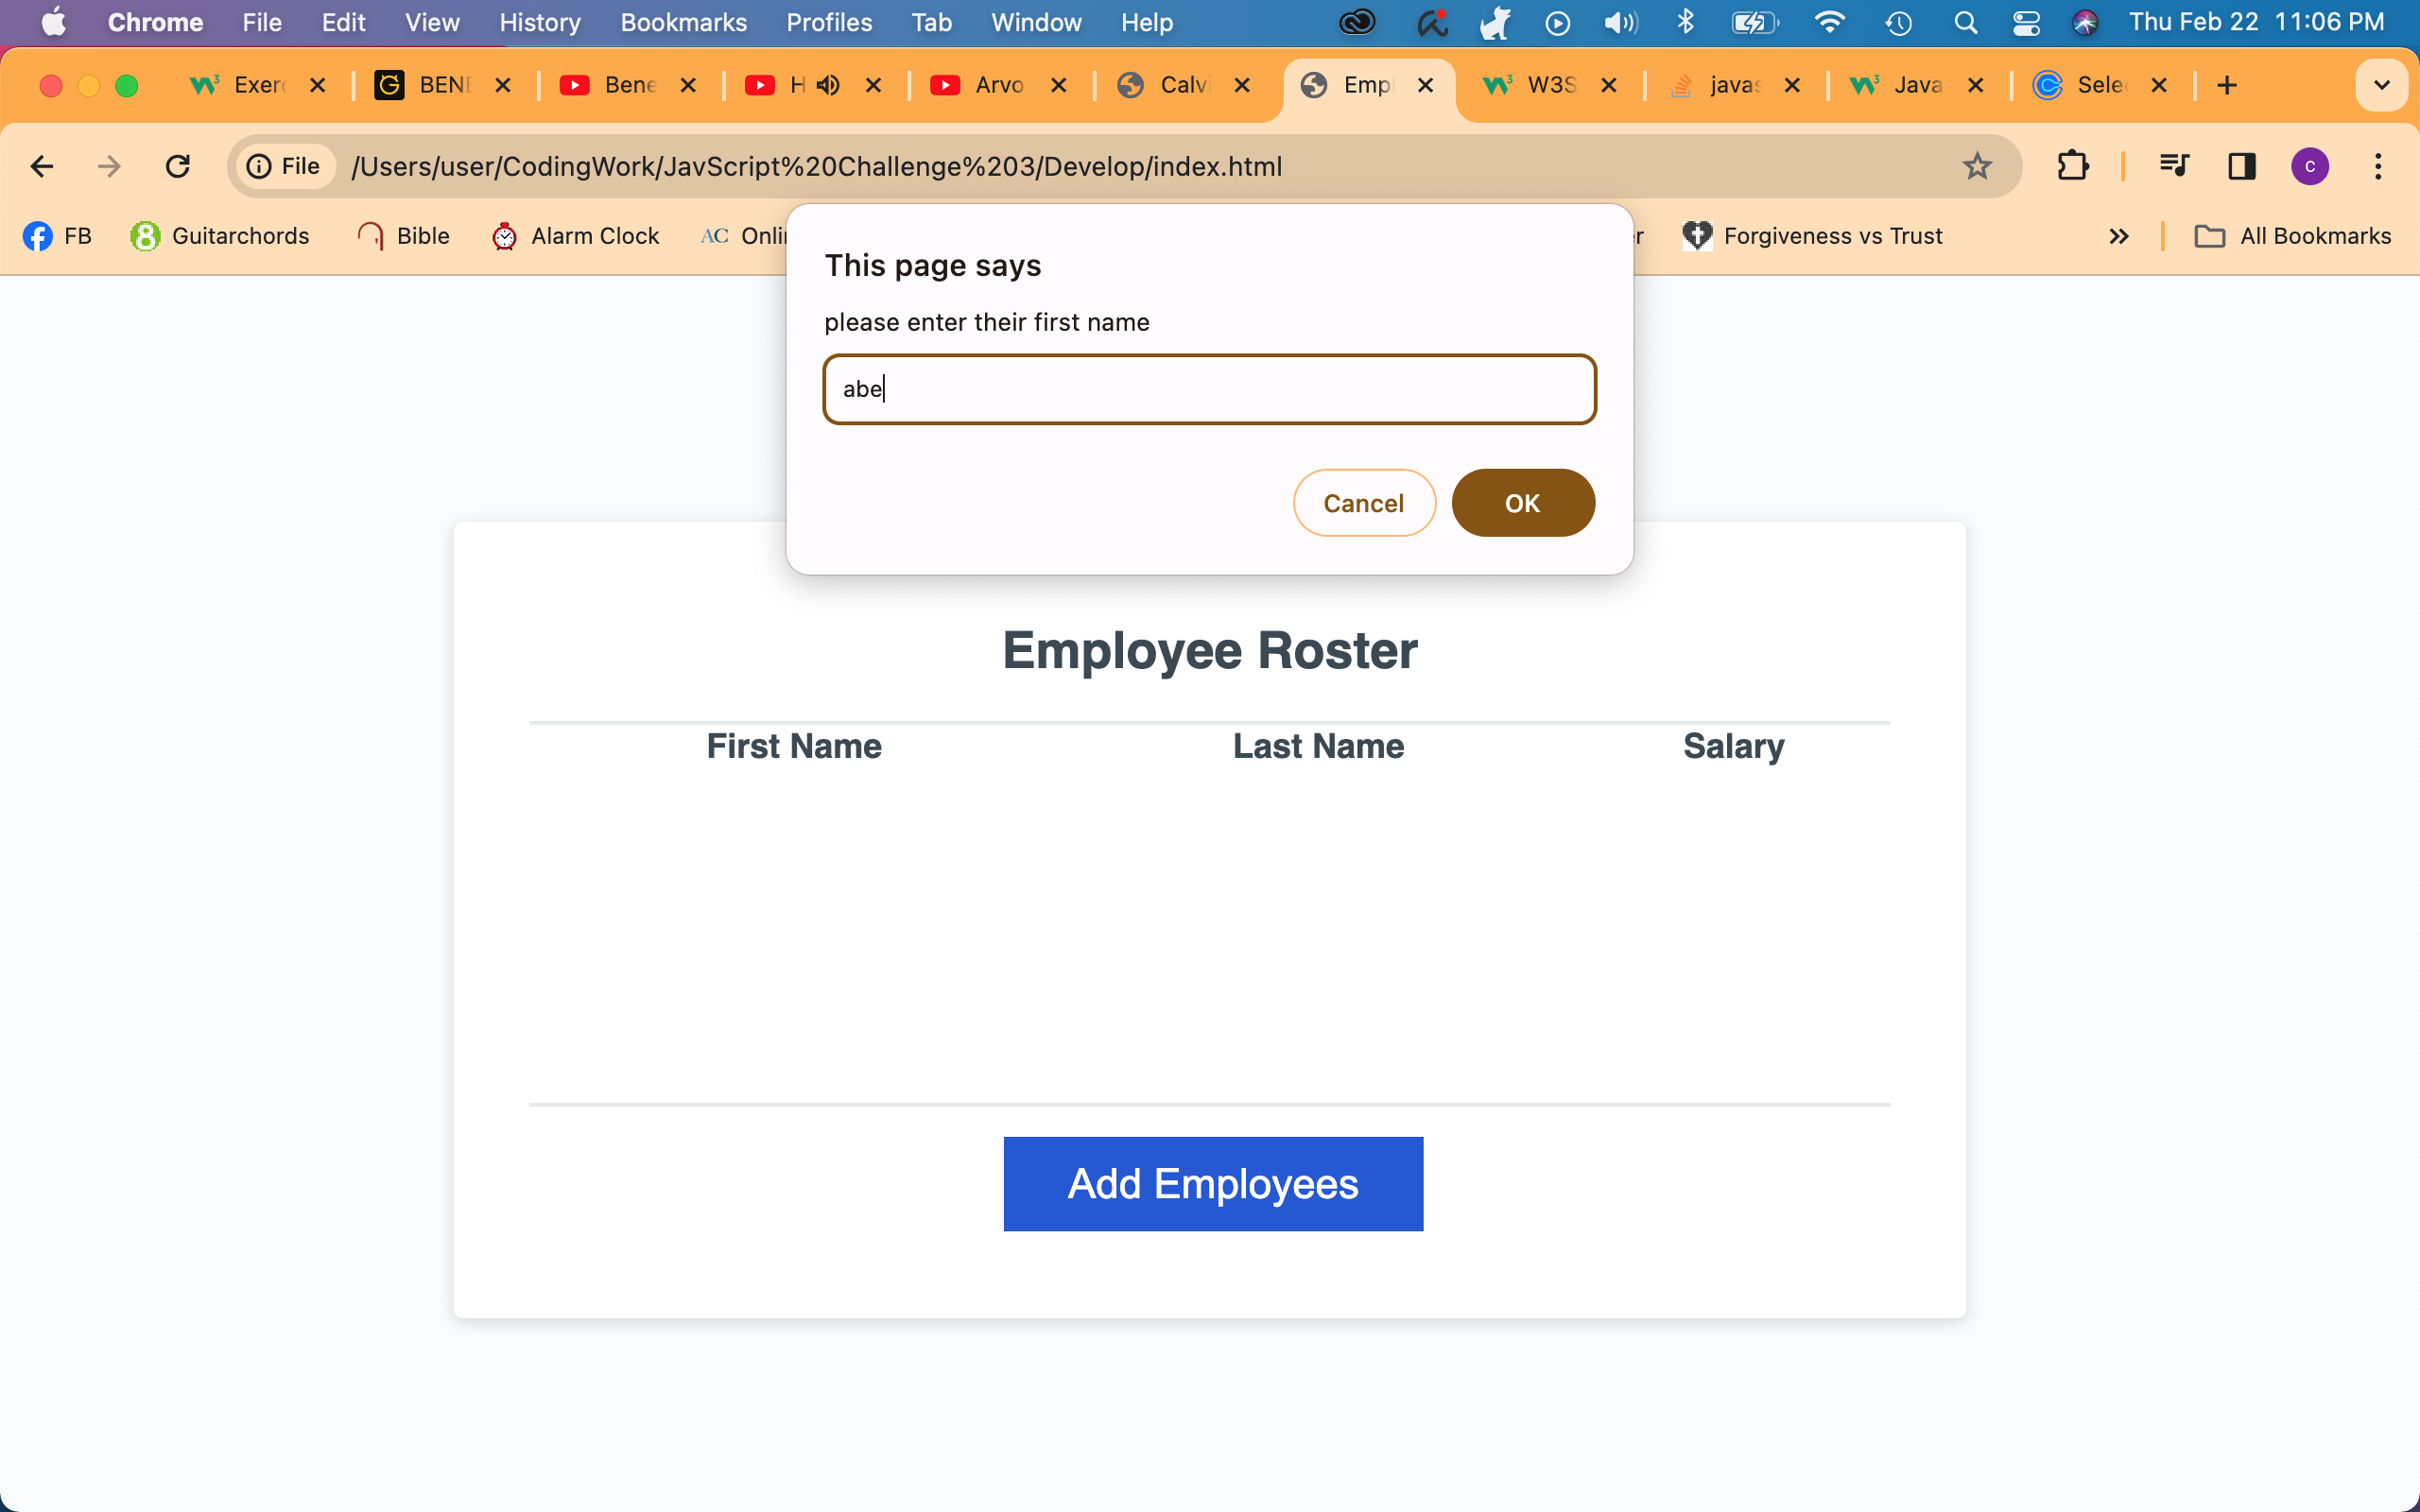 Chrome File Edit View History Bookmarks Profiles Tab Window Help Thu Feb 22 11:06 PM
Exer BEN Bene H Arvo Calvi Emp W3S javas Java Sele
File /Users/user/CodingWork/JavScript%20Challenge%203/Develop/index.html C
FB Guitarchords Bible Alarm Clock AC Onli r Forgiveness vs Trust All Bookmarks
This page says
please enter their first name
abe
Cancel OK
Employee Roster
First Name Last Name Salary
Add Employees